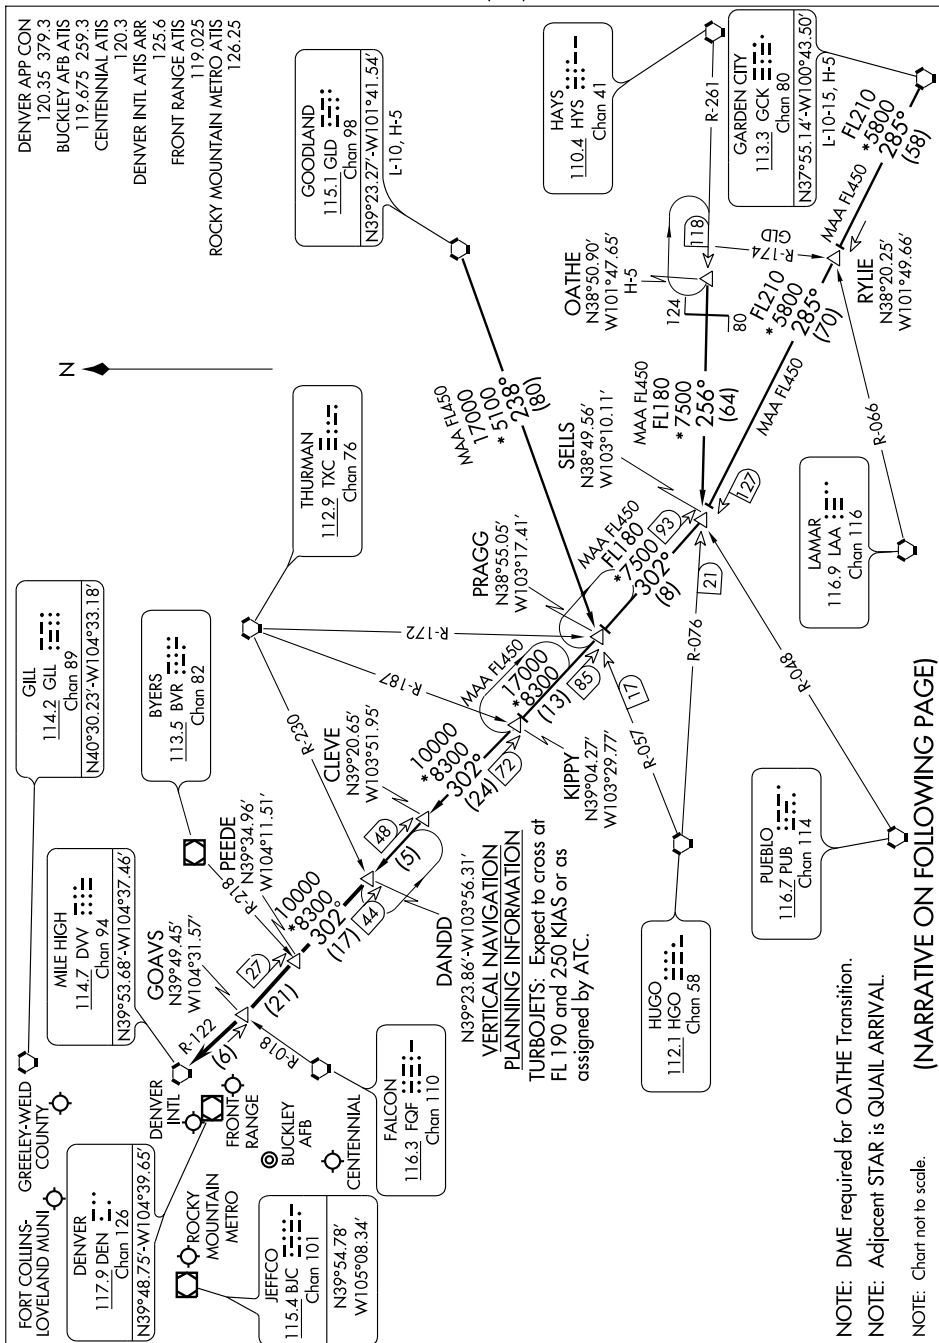 DENVER APP CON
120.35 379.3
BUCKLEY AFB ATIS
119.675 259.3
CENTENNIAL ATIS
120.3
DENVER INTL ATIS ARR
125.6
FRONT RANGE ATIS
119.025
ROCKY MOUNTAIN METRO ATIS
126.25
N
FORT COLLINS-
LOVELAND MUNI
GREELEY-WELD
COUNTY
GILL
114.2 GLL
Chan 89
N40°30.23'-W104°33.18'
MILE HIGH
114.7 DVV
Chan 94
N39°53.68'-W104°37.46'
DENVER
117.9 DEN
Chan 126
N39°48.75'-W104°39.65'
DENVER
INTL
FRONT
RANGE
BUCKLEY
AFB
CENTENNIAL
ROCKY
MOUNTAIN
METRO
JEFFCO
115.4 BJC
Chan 101
N39°54.78'
W105°08.34'
FALCON
116.3 FQF
Chan 110
R-018
R-122
(6)
GOAVS
N39°49.45'
W104°31.57'
BYERS
113.5 BVR
Chan 82
R-218
PEEDE
N39°34.96'
W104°11.51'
27
(21)
10000
*8300
302°
(17)
44
DANDD
N39°23.86'-W103°56.31'
(5)
48
CLEVE
N39°20.65'
W103°51.95'
R-230
R-187
R-172
THURMAN
112.9 TXC
Chan 76
10000
*8300
302°
(24)
72
KIPPY
N39°04.27'
W103°29.77'
MAA FL450
17000
*8300
(13)
85
PRAGG
N38°55.05'
W103°17.41'
MAA FL450
FL180
*7500
302°
(8)
93
SELLS
N38°49.56'
W103°10.11'
MAA FL450
17000
*5100
238°
(80)
GOODLAND
115.1 GLD
Chan 98
N39°23.27'-W101°41.54'
L-10, H-5
MAA FL450
FL180
*7500
256°
(64)
OATHE
N38°50.90'
W101°47.65'
H-5
124
80
118
R-261
HAYS
110.4 HYS
Chan 41
GARDEN CITY
113.3 GCK
Chan 80
N37°55.14'-W100°43.50'
L-10-15, H-5
FL210
*5800
285°
(58)
MAA FL450
R-174
GLD
RYLIE
N38°20.25'
W101°49.66'
FL210
*5800
285°
(70)
MAA FL450
127
R-066
LAMAR
116.9 LAA
Chan 116
21
R-076
R-048
17
R-057
HUGO
112.1 HGO
Chan 58
PUEBLO
116.7 PUB
Chan 114
VERTICAL NAVIGATION
PLANNING INFORMATION
TURBOJETS: Expect to cross at
FL190 and 250 KIAS or as
assigned by ATC.
NOTE: DME required for OATHE Transition.
NOTE: Adjacent STAR is QUAIL ARRIVAL.
NOTE: Chart not to scale.
(NARRATIVE ON FOLLOWING PAGE)